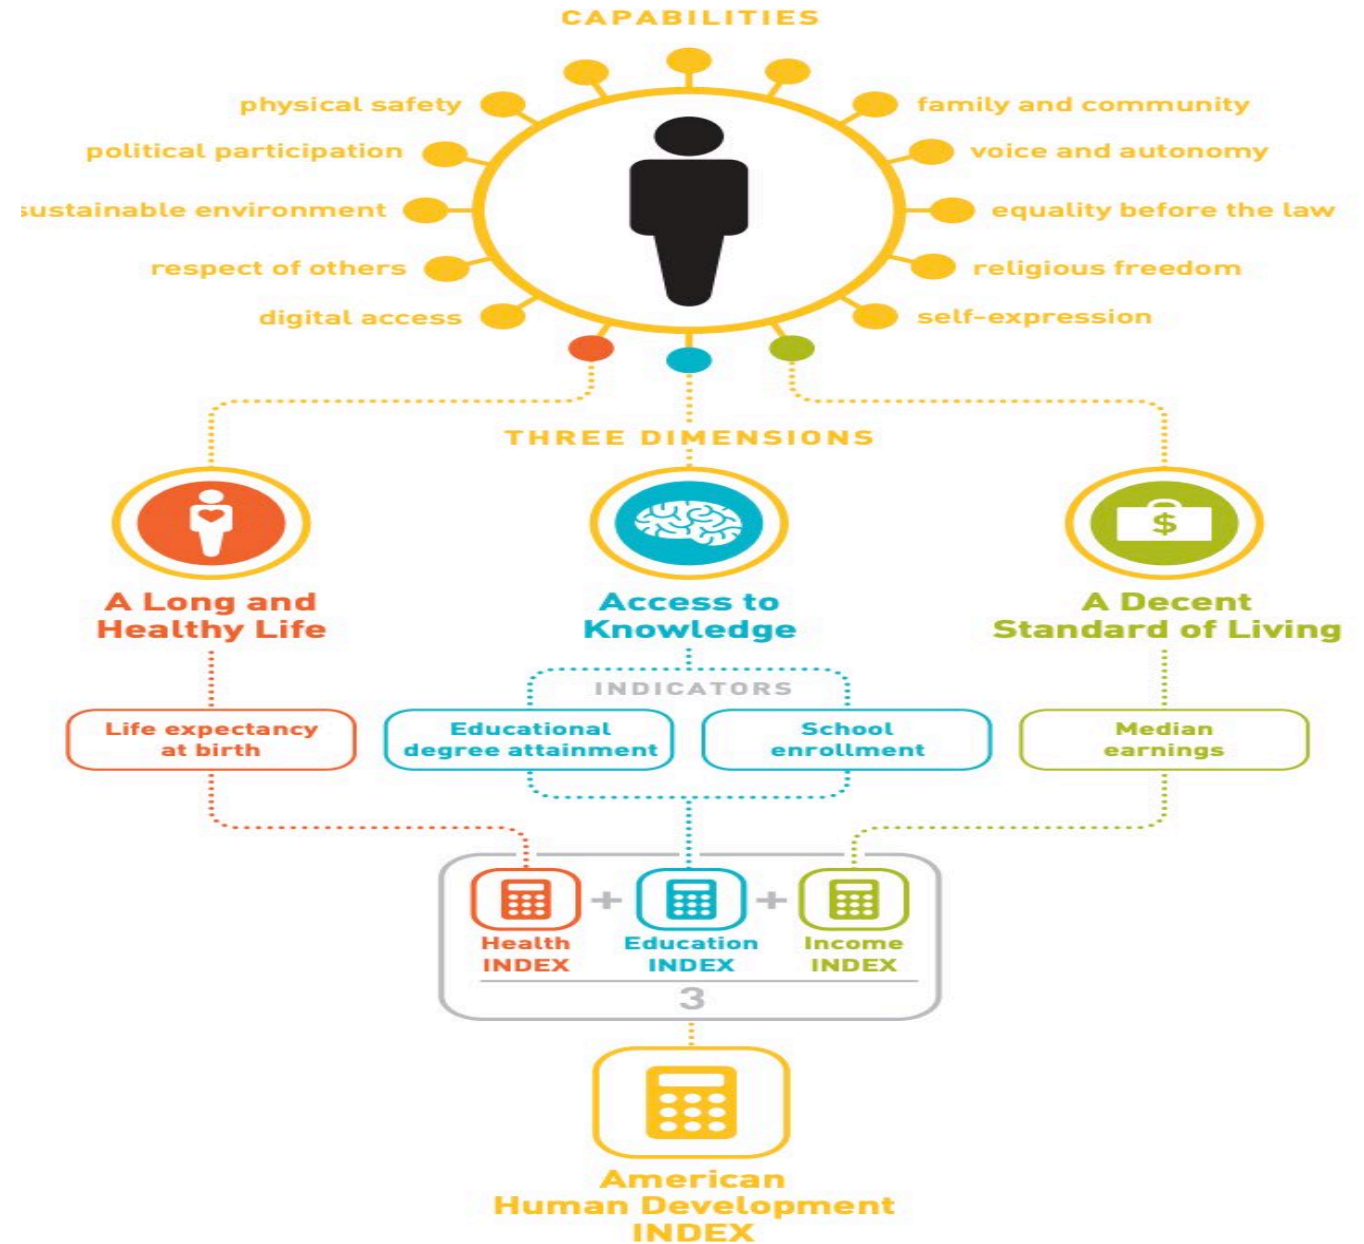 CAPABILITIES
physical safety
family and community
political participation
voice and autonomy
sustainable environment
equality before the law
respect of others
religious freedom
digital access
self-expression
THREE DIMENSIONS
A Long and
Healthy Life
Access to
Knowledge
A Decent
Standard of Living
$
INDICATORS
Life expectancy
at birth
Educational
degree attainment
School
enrollment
Median
earnings
+ +
Health
INDEX
Education
INDEX
Income
INDEX
3
American
Human Development
INDEX